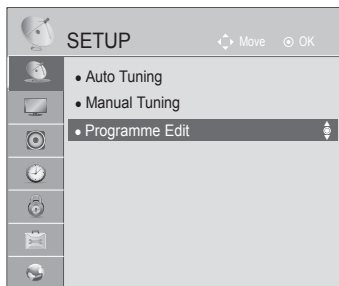 SETUP
Move OK
• Auto Tuning
• Manual Tuning
• Programme Edit